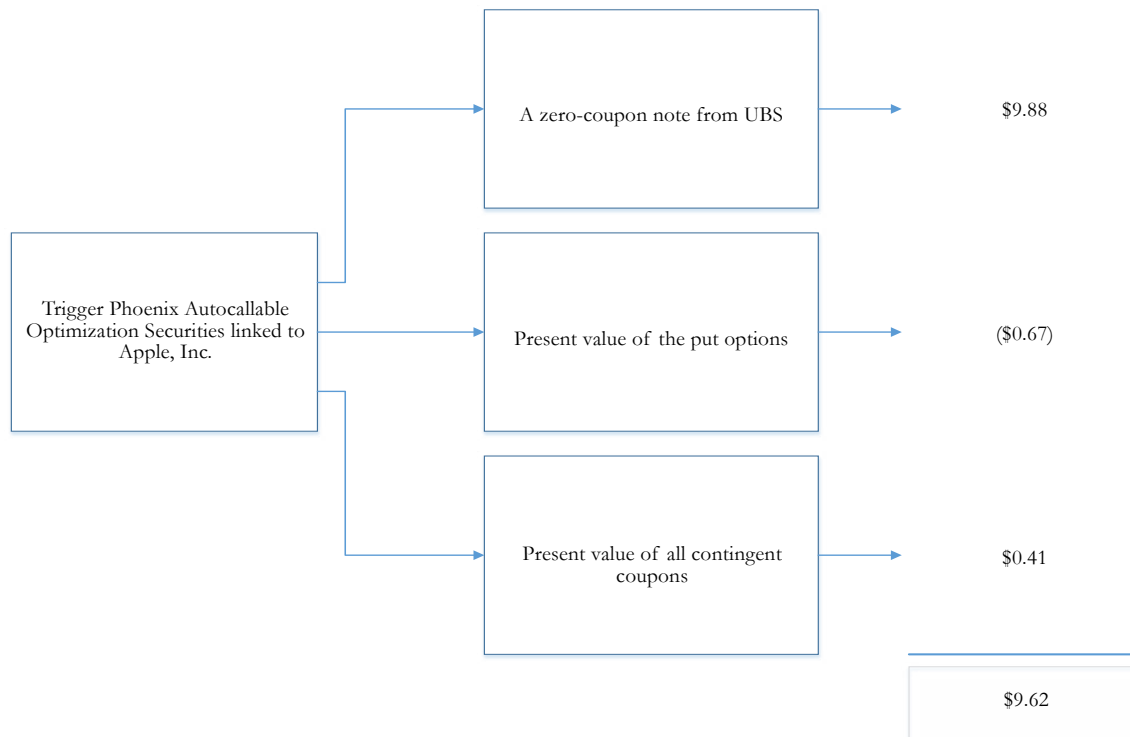 A zero-coupon note from UBS
$9.88
Trigger Phoenix Autocallable
Optimization Securities linked to
Apple, Inc.
Present value of the put options
($0.67)
Present value of all contingent
coupons
$0.41
$9.62